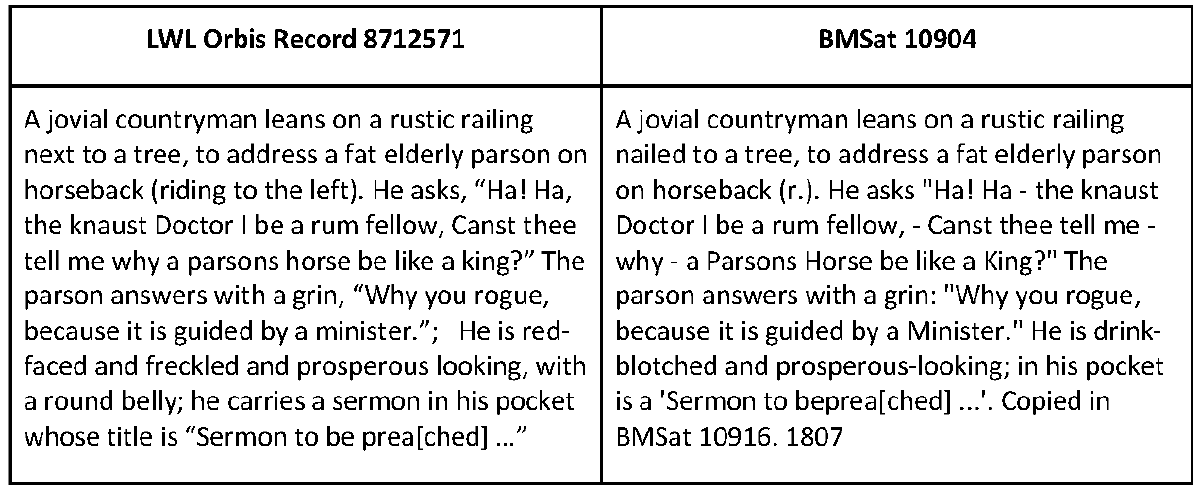 LWL Orbis Record 8712571
A jovial countryman leans on a rustic railing
next to a tree, to address a fat elderly parson on
horseback (riding to the left). He asks, “Ha! Ha,
the knaust Doctor I be a rum fellow, Canst thee
tell me why a parsons horse be like a king?” The
parson answers with a grin, “Why you rogue,
because it is guided by a minister.”;   He is red-
faced and freckled and prosperous looking, with
a round belly; he carries a sermon in his pocket
whose title is “Sermon to be prea[ched] ...”
BMSat 10904
A jovial countryman leans on a rustic railing
nailed to a tree, to address a fat elderly parson
on horseback (r.). He asks "Ha! Ha - the knaust
Doctor I be a rum fellow, - Canst thee tell me -
why - a Parsons Horse be like a King?" The
parson answers with a grin: "Why you rogue,
because it is guided by a Minister." He is drink-
blotched and prosperous-looking; in his pocket
is a 'Sermon to beprea[ched] ...'. Copied in
BMSat 10916. 1807